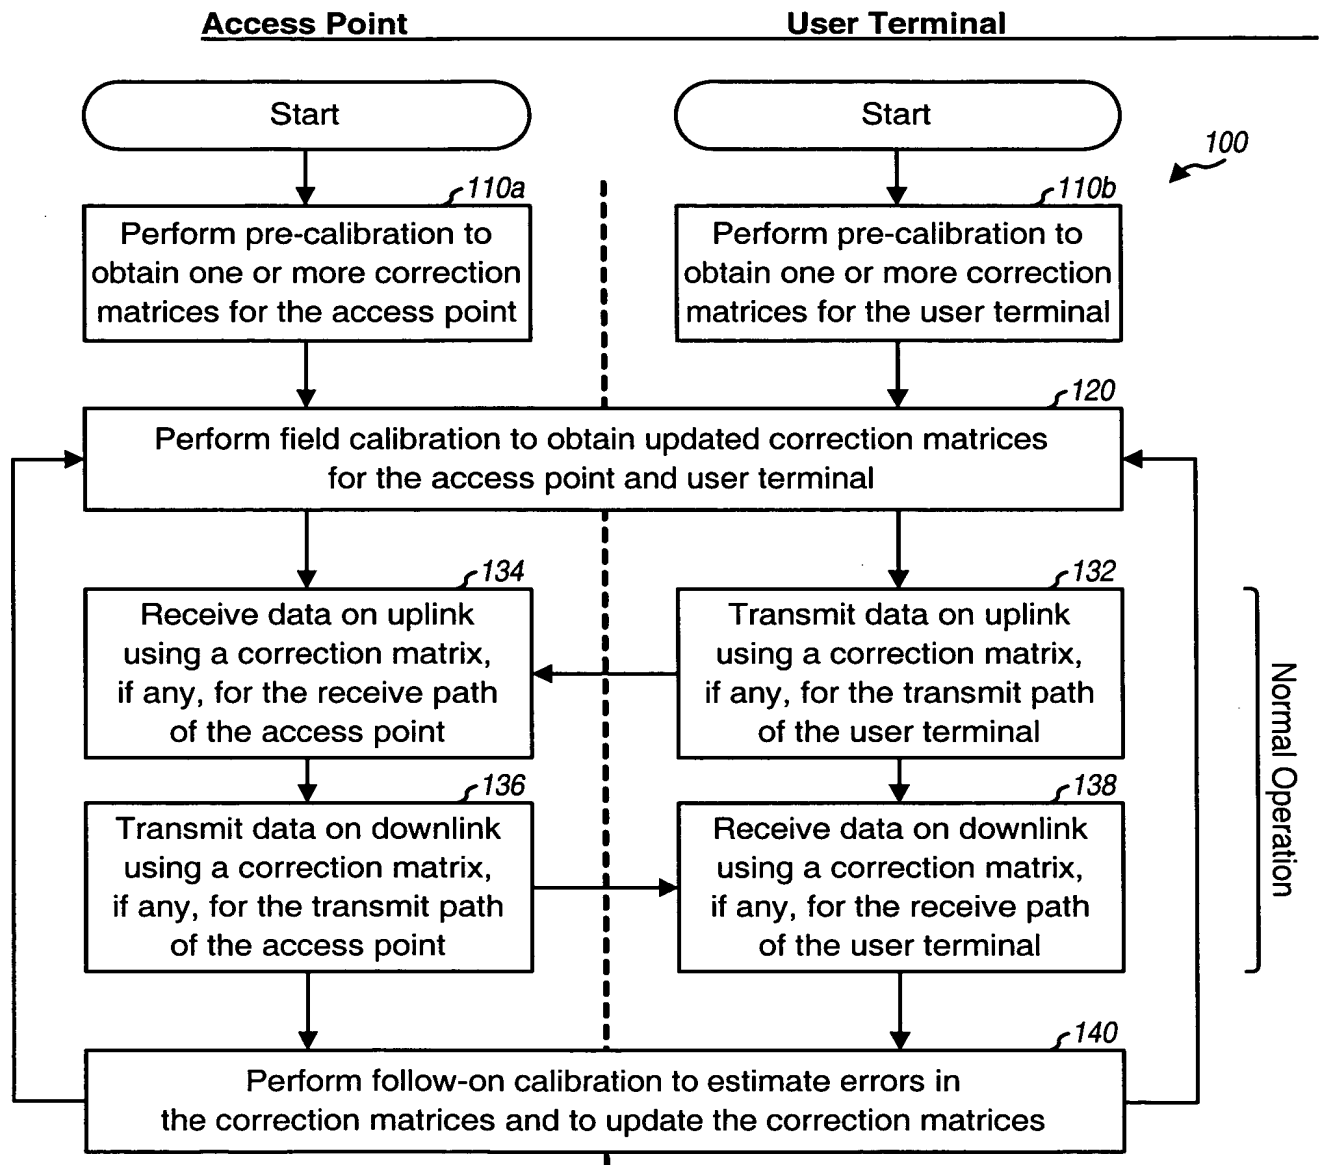 Access Point
User Terminal
Start
Start
100
110a
110b
Perform pre-calibration to
obtain one or more correction
matrices for the access point
Perform pre-calibration to
obtain one or more correction
matrices for the user terminal
120
Perform field calibration to obtain updated correction matrices
for the access point and user terminal
134
132
Receive data on uplink
using a correction matrix,
if any, for the receive path
of the access point
Transmit data on uplink
using a correction matrix,
if any, for the transmit path
of the user terminal
136
138
Transmit data on downlink
using a correction matrix,
if any, for the transmit path
of the access point
Receive data on downlink
using a correction matrix,
if any, for the receive path
of the user terminal
Normal Operation
140
Perform follow-on calibration to estimate errors in
the correction matrices and to update the correction matrices